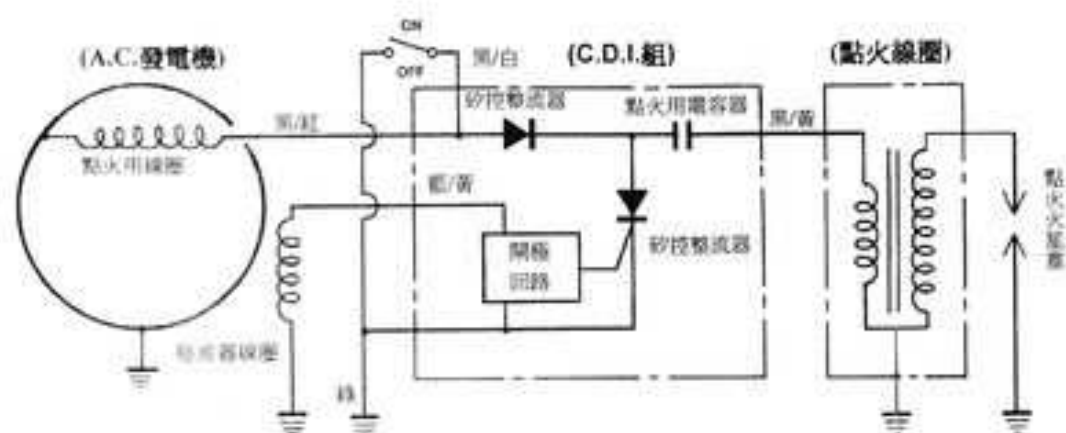 (A.C.發電機)
ON
OFF
黑/白
(C.D.I.組)
(點火線圈)
矽控整流器
點火用電容器
黑/紅
黑/黃
點火用線圈
藍/黃
閘極
回路
矽控整流器
點火火星塞
綠